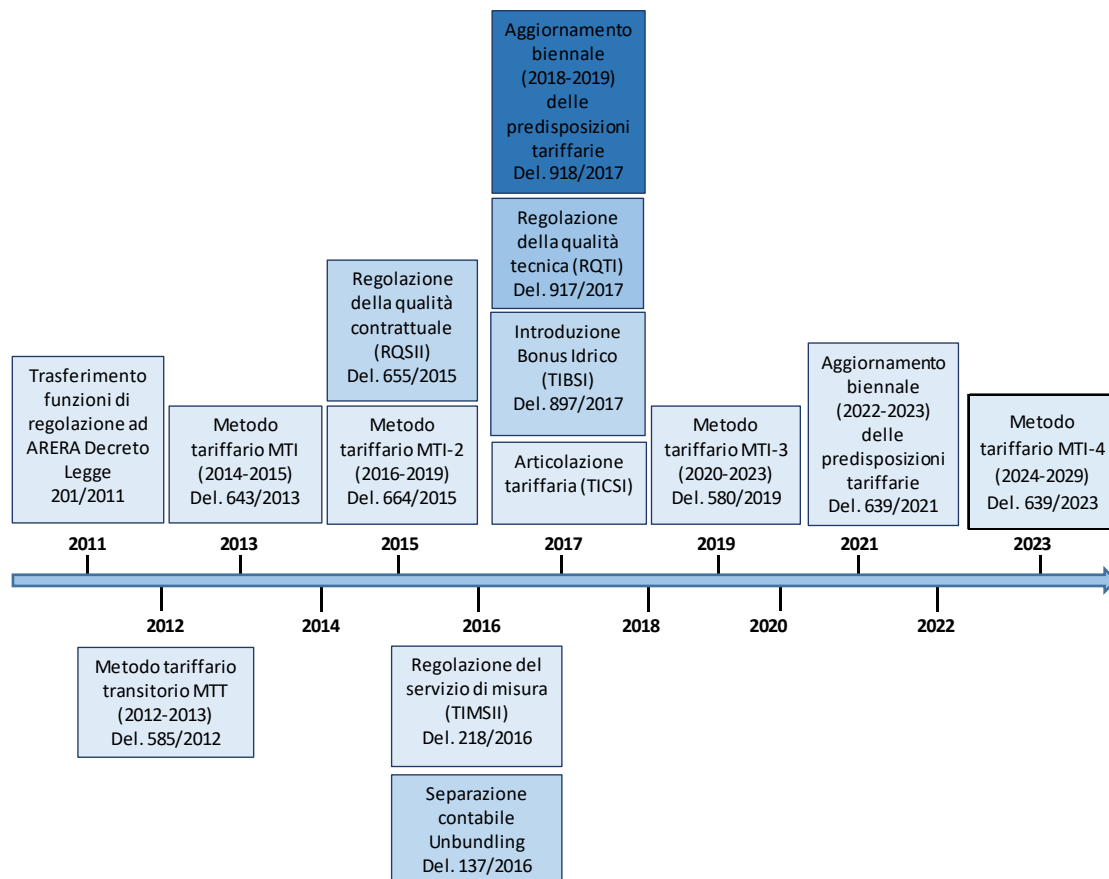 Aggiornamento
biennale
(2018-2019)
delle
predisposizioni
tariffarie
Del. 918/2017
Regolazione
della qualità
tecnica (RQTI)
Del. 917/2017
Regolazione
della qualità
contrattuale
(RQSII)
Del. 655/2015
Introduzione
Bonus Idrico
(TIBSI)
Del. 897/2017
Trasferimento
funzioni di
regolazione ad
ARERA Decreto
Legge
201/2011
Metodo
tariffario MTI
(2014-2015)
Del. 643/2013
Metodo
tariffario MTI-2
(2016-2019)
Del. 664/2015
Articolazione
tariffaria (TICSI)
Metodo
tariffario MTI-3
(2020-2023)
Del. 580/2019
Aggiornamento
biennale
(2022-2023)
delle
predisposizioni
tariffarie
Del. 639/2021
Metodo
tariffario MTI-4
(2024-2029)
Del. 639/2023
2011 2013 2015 2017 2019 2021 2023
2012 2014 2016 2018 2020 2022
Metodo tariffario
transitorio MTT
(2012-2013)
Del. 585/2012
Regolazione del
servizio di misura
(TIMSII)
Del. 218/2016
Separazione
contabile
Unbundling
Del. 137/2016